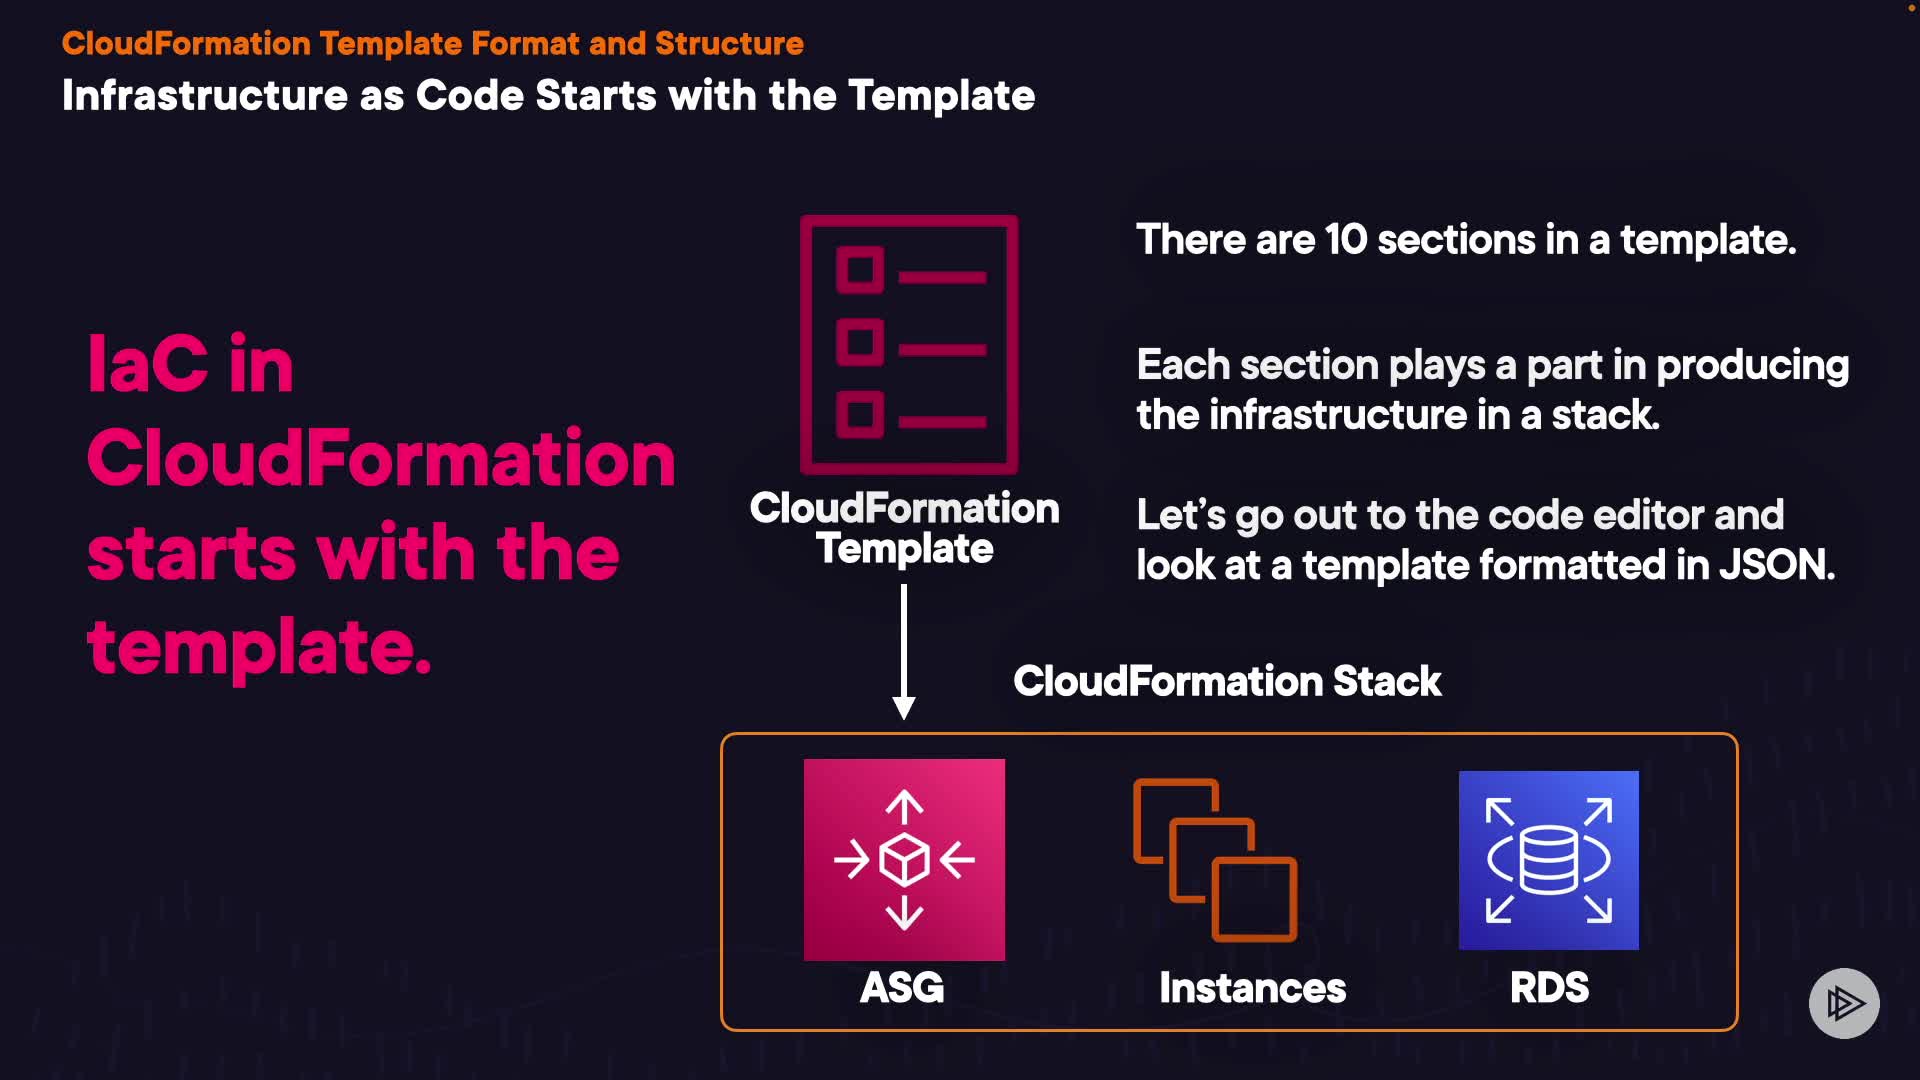 CloudFormation Template Format and Structure
Infrastructure as Code Starts with the Template
IaC in
CloudFormation
starts with the
template.
CloudFormation
Template
There are 10 sections in a template.
Each section plays a part in producing
the infrastructure in a stack.
Let’s go out to the code editor and
look at a template formatted in JSON.
CloudFormation Stack
ASG
Instances
RDS